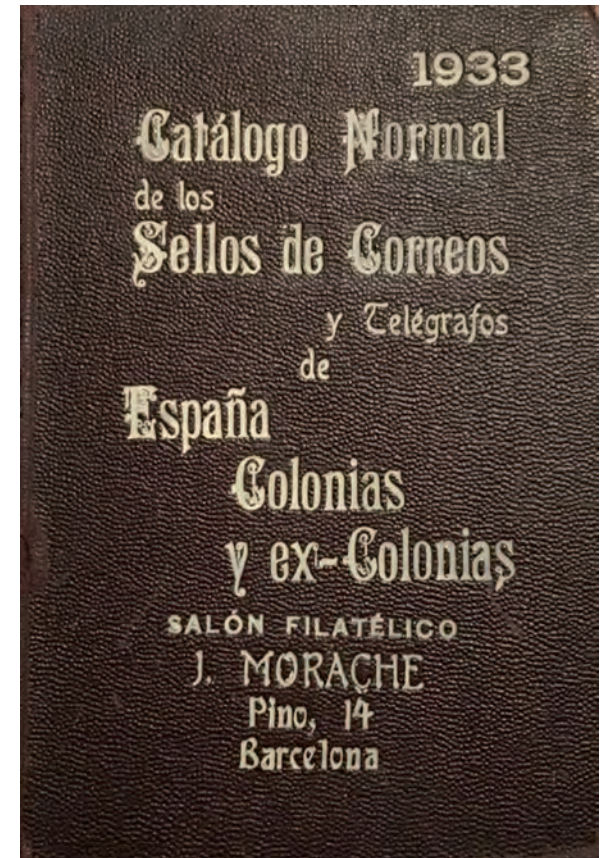 1933
Catálogo Normal
de los
Sellos de Correos
y Telégrafos
de
España
Colonias
y ex-Colonias
SALÓN FILATÉLICO
J. MORACHE
Pino, 14
Barcelona